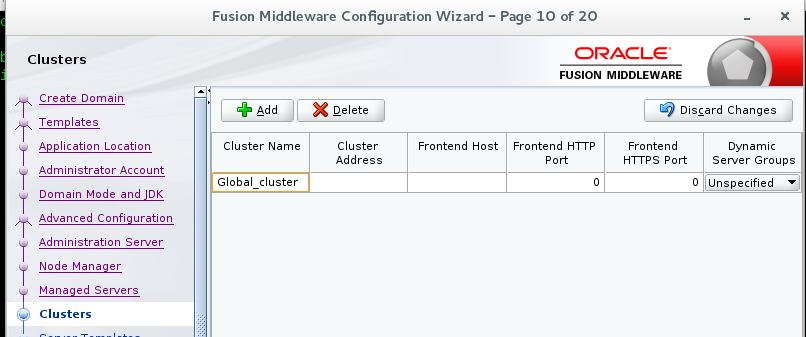 Fusion Middleware Configuration Wizard – Page 10 of 20
Clusters
ORACLE
FUSION MIDDLEWARE
Create Domain
Templates
Application Location
Administrator Account
Domain Mode and JDK
Advanced Configuration
Administration Server
Node Manager
Managed Servers
Clusters
Server Templates
Add Delete Discard Changes
Cluster Name Cluster Address Frontend Host Frontend HTTP Port Frontend HTTPS Port Dynamic Server Groups
Global_cluster 0 0 Unspecified